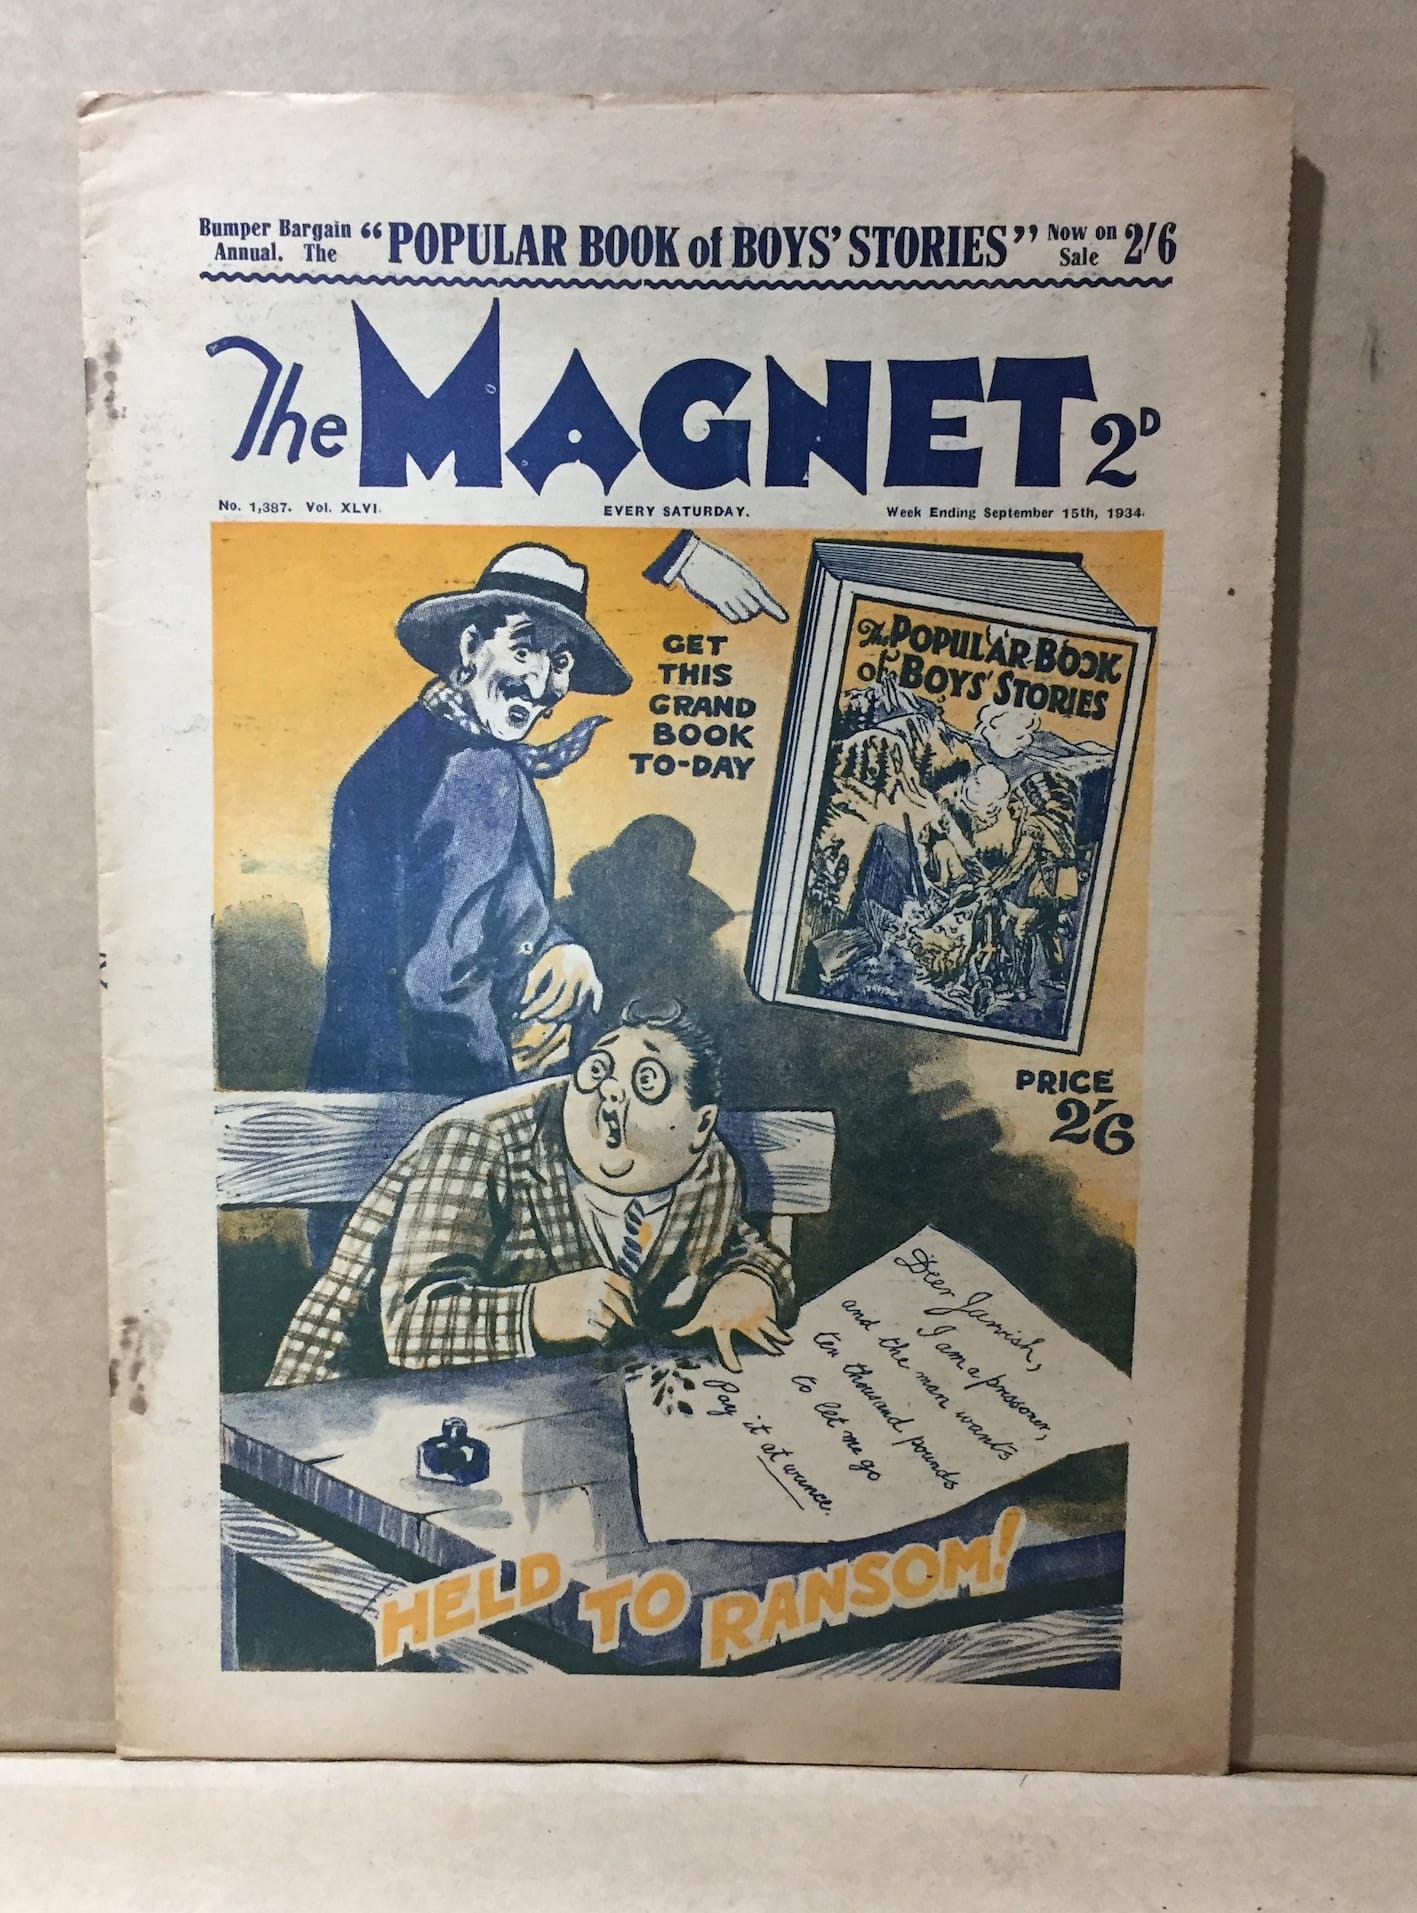 Bumper Bargain
Annual. The
“POPULAR BOOK of BOYS’ STORIES”
Now on
Sale
2/6
The MAGNET 2D
No. 1,387. Vol. XLVI.
EVERY SATURDAY.
Week Ending September 15th, 1934.
GET
THIS
GRAND
BOOK
TO-DAY
The POPULAR BOOK
of BOYS' STORIES
PRICE
2'6
Deer Jarvish,
I am a prissoner,
and the man wants
ten thousand pounds
to let me go
Pay it at wunce.
HELD TO RANSOM!